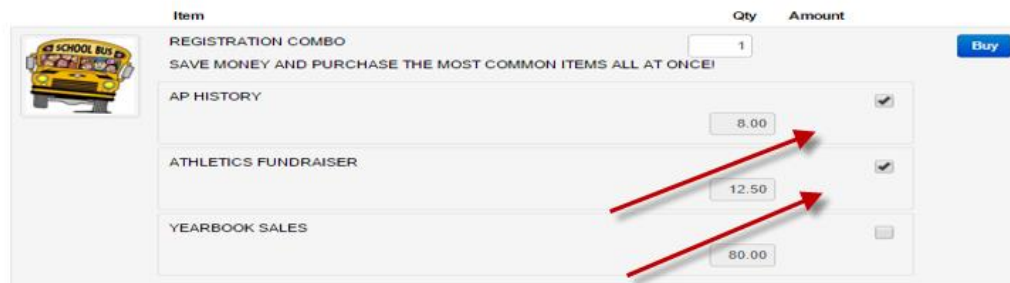 Item Qty Amount
SCHOOL BUS
REGISTRATION COMBO 1 Buy
SAVE MONEY AND PURCHASE THE MOST COMMON ITEMS ALL AT ONCE!
AP HISTORY
8.00
ATHLETICS FUNDRAISER
12.50
YEARBOOK SALES
80.00